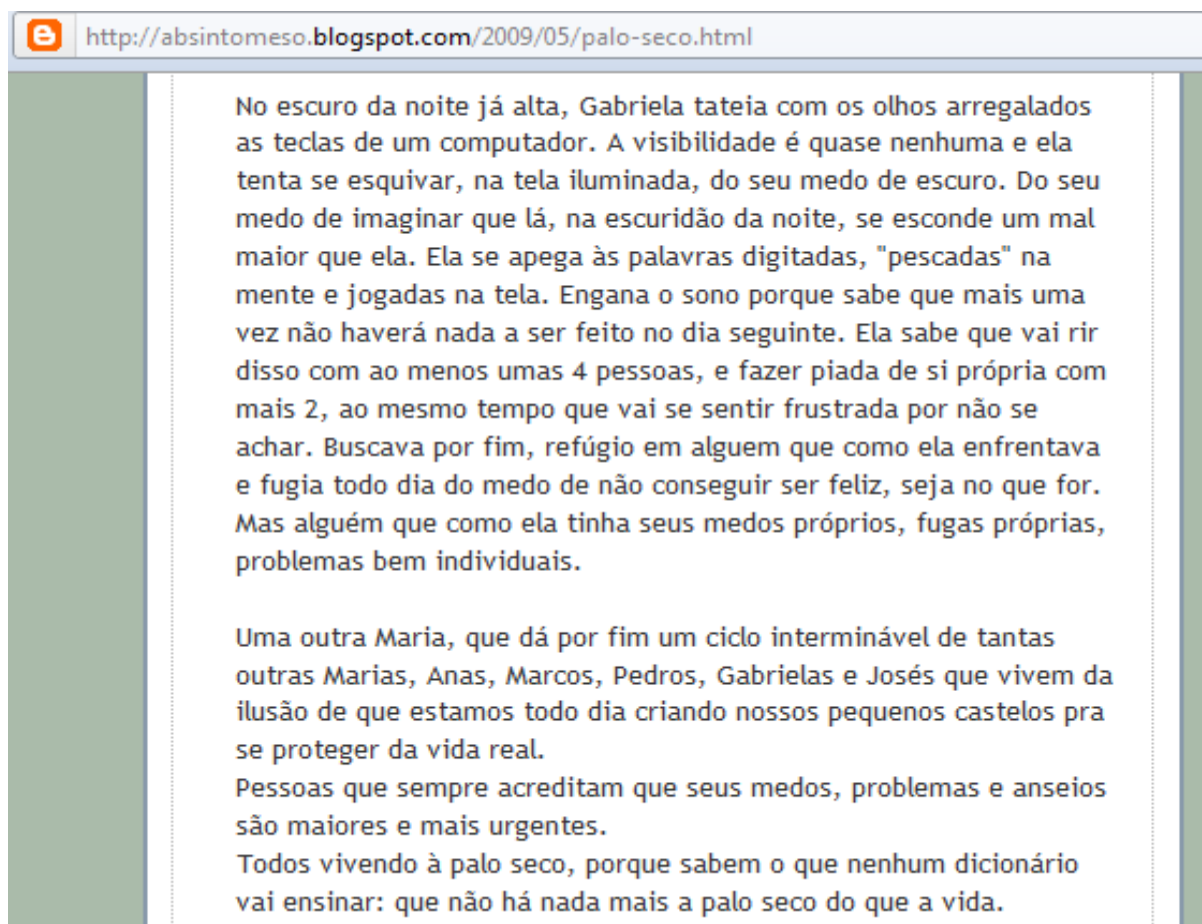 http://absintomeso.blogspot.com/2009/05/palo-seco.html
No escuro da noite já alta, Gabriela tateia com os olhos arregalados
as teclas de um computador. A visibilidade é quase nenhuma e ela
tenta se esquivar, na tela iluminada, do seu medo de escuro. Do seu
medo de imaginar que lá, na escuridão da noite, se esconde um mal
maior que ela. Ela se apega às palavras digitadas, "pescadas" na
mente e jogadas na tela. Engana o sono porque sabe que mais uma
vez não haverá nada a ser feito no dia seguinte. Ela sabe que vai rir
disso com ao menos umas 4 pessoas, e fazer piada de si própria com
mais 2, ao mesmo tempo que vai se sentir frustrada por não se
achar. Buscava por fim, refúgio em alguem que como ela enfrentava
e fugia todo dia do medo de não conseguir ser feliz, seja no que for.
Mas alguém que como ela tinha seus medos próprios, fugas próprias,
problemas bem individuais.
Uma outra Maria, que dá por fim um ciclo interminável de tantas
outras Marias, Anas, Marcos, Pedros, Gabrielas e Josés que vivem da
ilusão de que estamos todo dia criando nossos pequenos castelos pra
se proteger da vida real.
Pessoas que sempre acreditam que seus medos, problemas e anseios
são maiores e mais urgentes.
Todos vivendo à palo seco, porque sabem o que nenhum dicionário
vai ensinar: que não há nada mais a palo seco do que a vida.